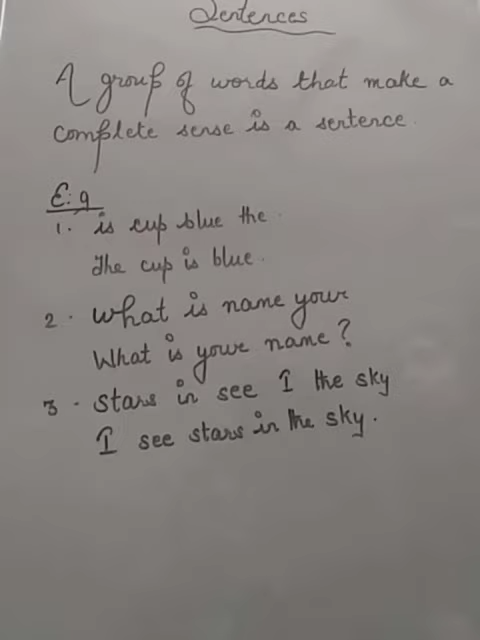 Sentences
A group of words that make a
complete sense is a sentence.
E.g
1. is cup blue the.
The cup is blue.
2. What is name your
What is your name?
3. stars in see I the sky
I see stars in the sky.